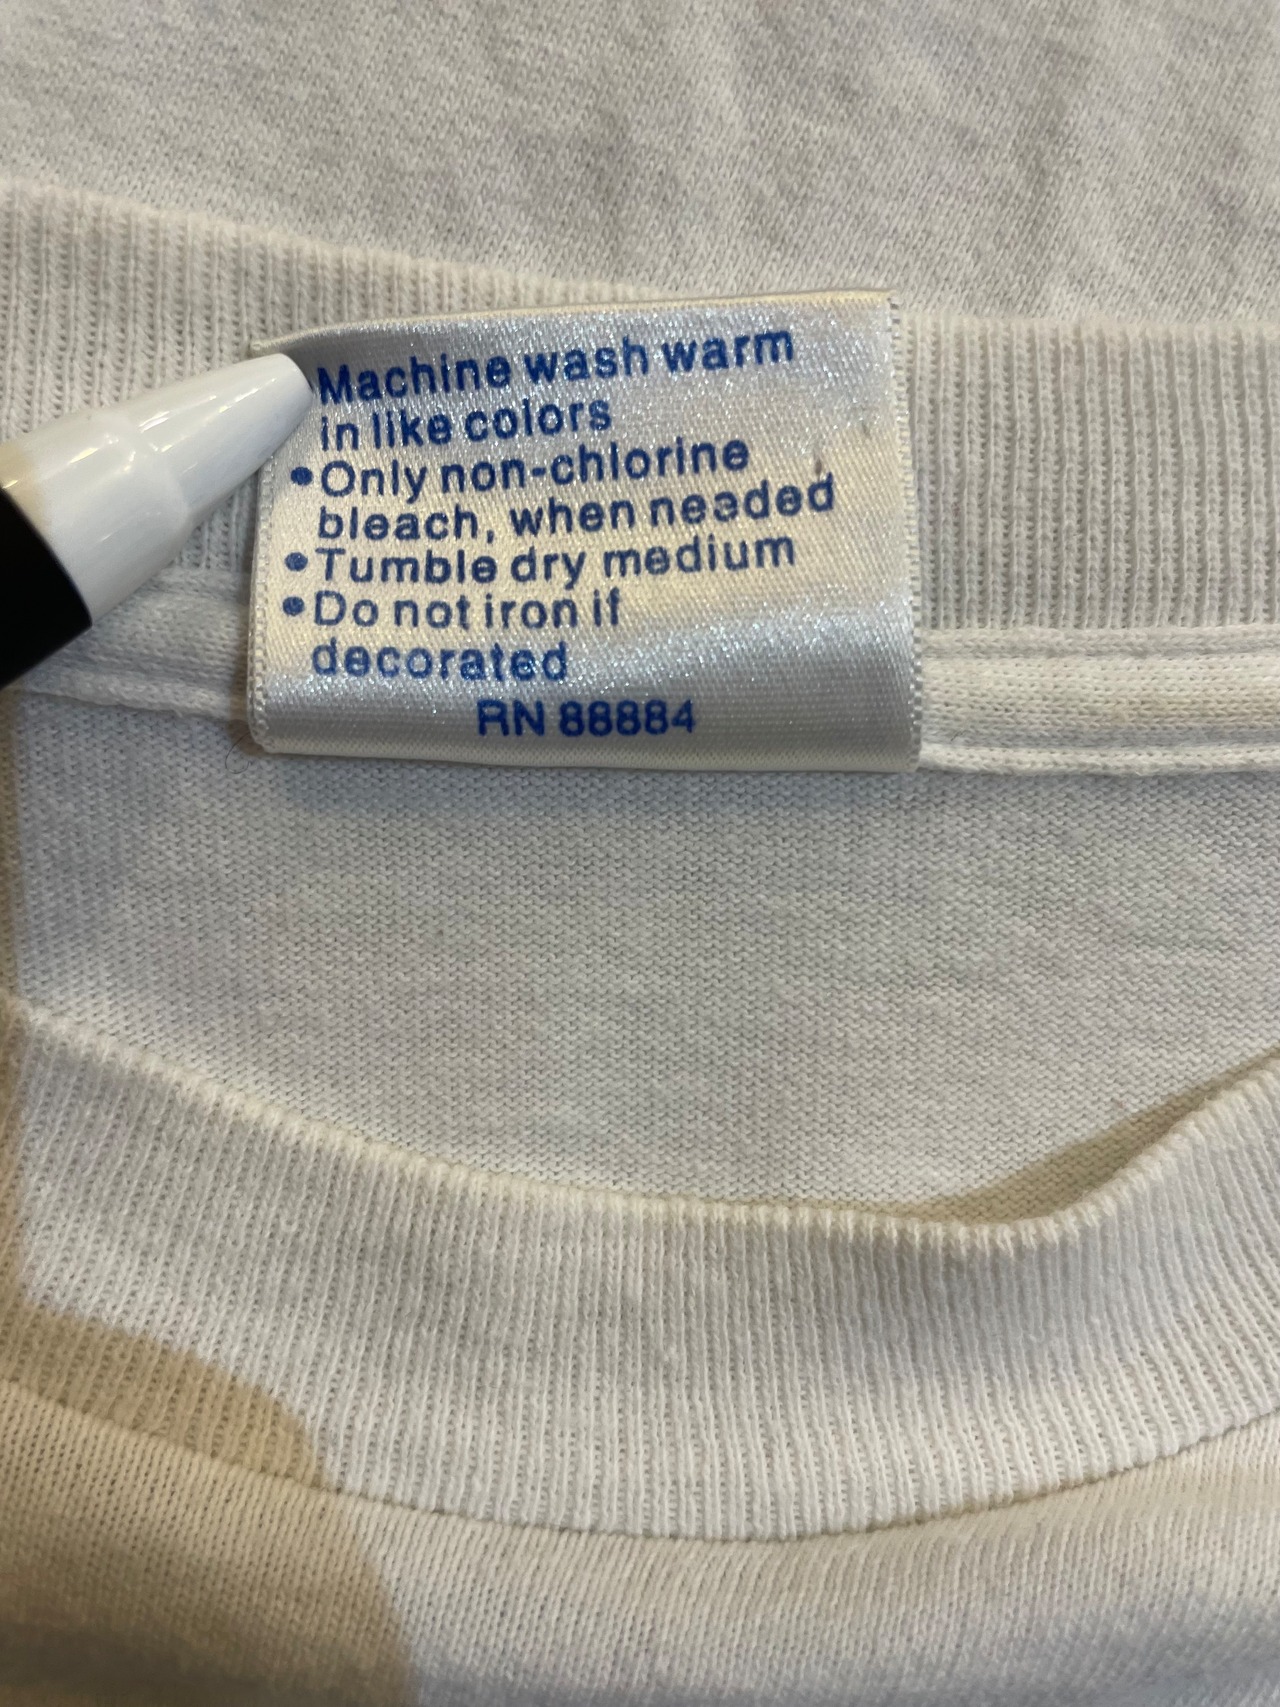 Machine wash warm
in like colors
•Only non-chlorine
bleach, when needed
•Tumble dry medium
•Do not iron if
decorated
RN 88884